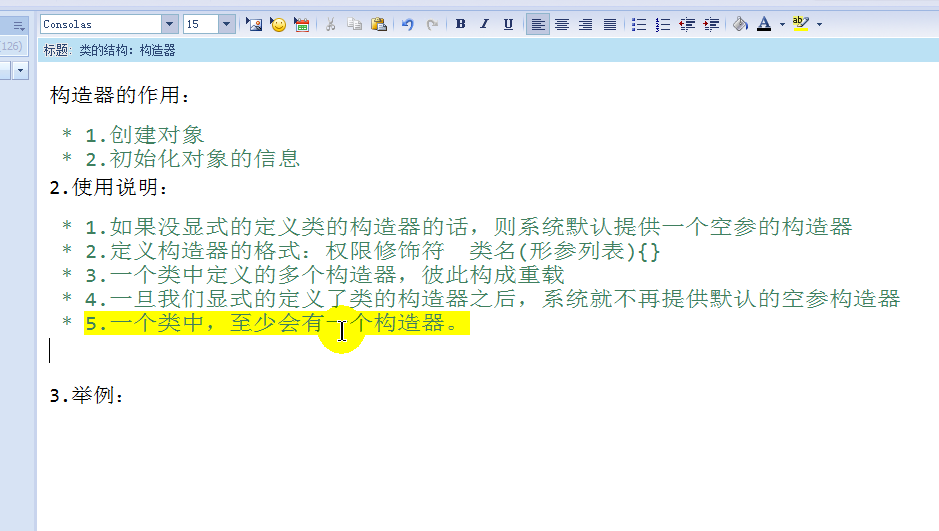 Consolas 15 B I U A ab
(126)
标题: 类的结构: 构造器
构造器的作用:
* 1.创建对象
* 2.初始化对象的信息
2.使用说明:
* 1.如果没显式的定义类的构造器的话, 则系统默认提供一个空参的构造器
* 2.定义构造器的格式: 权限修饰符 类名(形参列表){}
* 3.一个类中定义的多个构造器, 彼此构成重载
* 4.一旦我们显式的定义了类的构造器之后, 系统就不再提供默认的空参构造器
* 5.一个类中, 至少会有一个构造器。
3.举例: